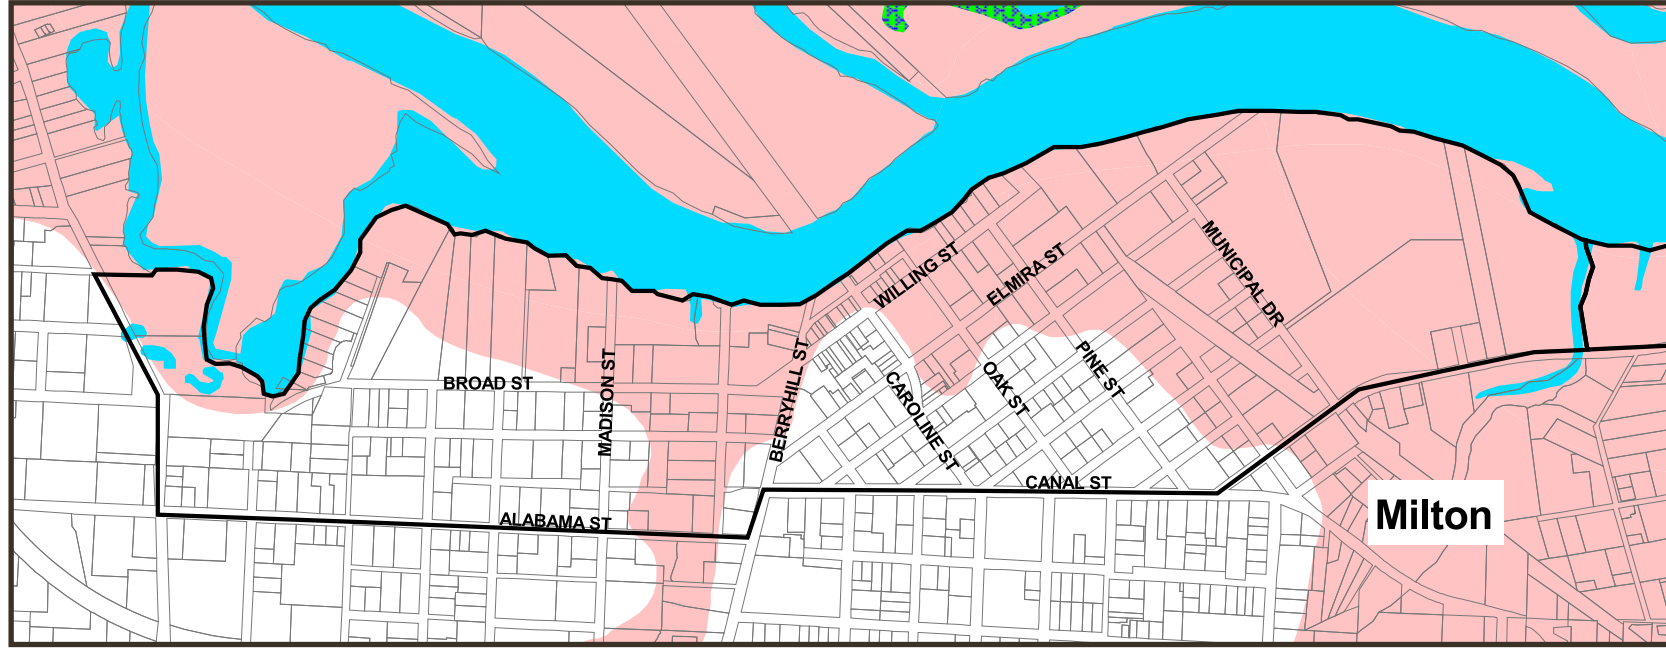 MUNICIPAL DR
WILLING ST
ELMIRA ST
BROAD ST
MADISON ST
BERRYHILL ST
CAROLINE ST
OAK ST
PINE ST
CANAL ST
ALABAMA ST
Milton